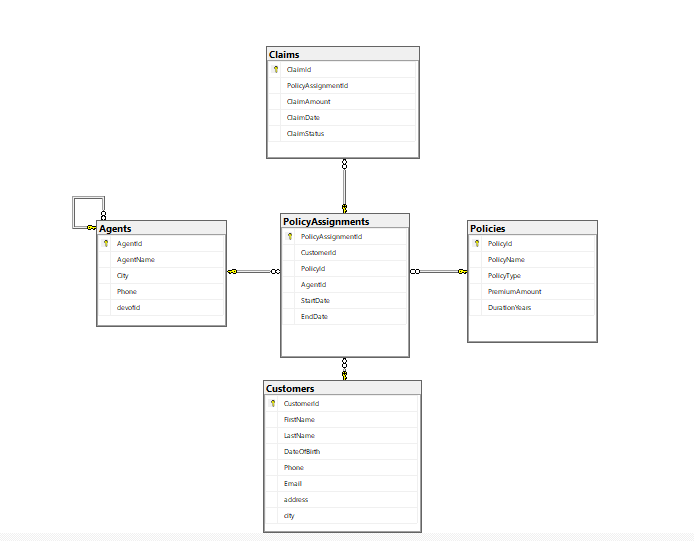 Claims
ClaimId
PolicyAssignmentId
ClaimAmount
ClaimDate
ClaimStatus
Agents
AgentId
AgentName
City
Phone
devofid
PolicyAssignments
PolicyAssignmentId
CustomerId
PolicyId
AgentId
StartDate
EndDate
Policies
PolicyId
PolicyName
PolicyType
PremiumAmount
DurationYears
Customers
CustomerId
FirstName
LastName
DateOfBirth
Phone
Email
address
city